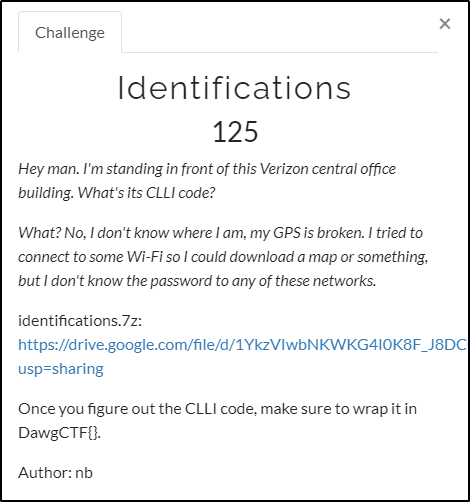 Challenge
×
Identifications
125
Hey man. I'm standing in front of this Verizon central office
building. What's its CLLI code?
What? No, I don't know where I am, my GPS is broken. I tried to
connect to some Wi-Fi so I could download a map or something,
but I don't know the password to any of these networks.
identifications.7z:
https://drive.google.com/file/d/1YkzVIwbNKWKG4I0K8F_J8DC
usp=sharing
Once you figure out the CLLI code, make sure to wrap it in
DawgCTF{}.
Author: nb